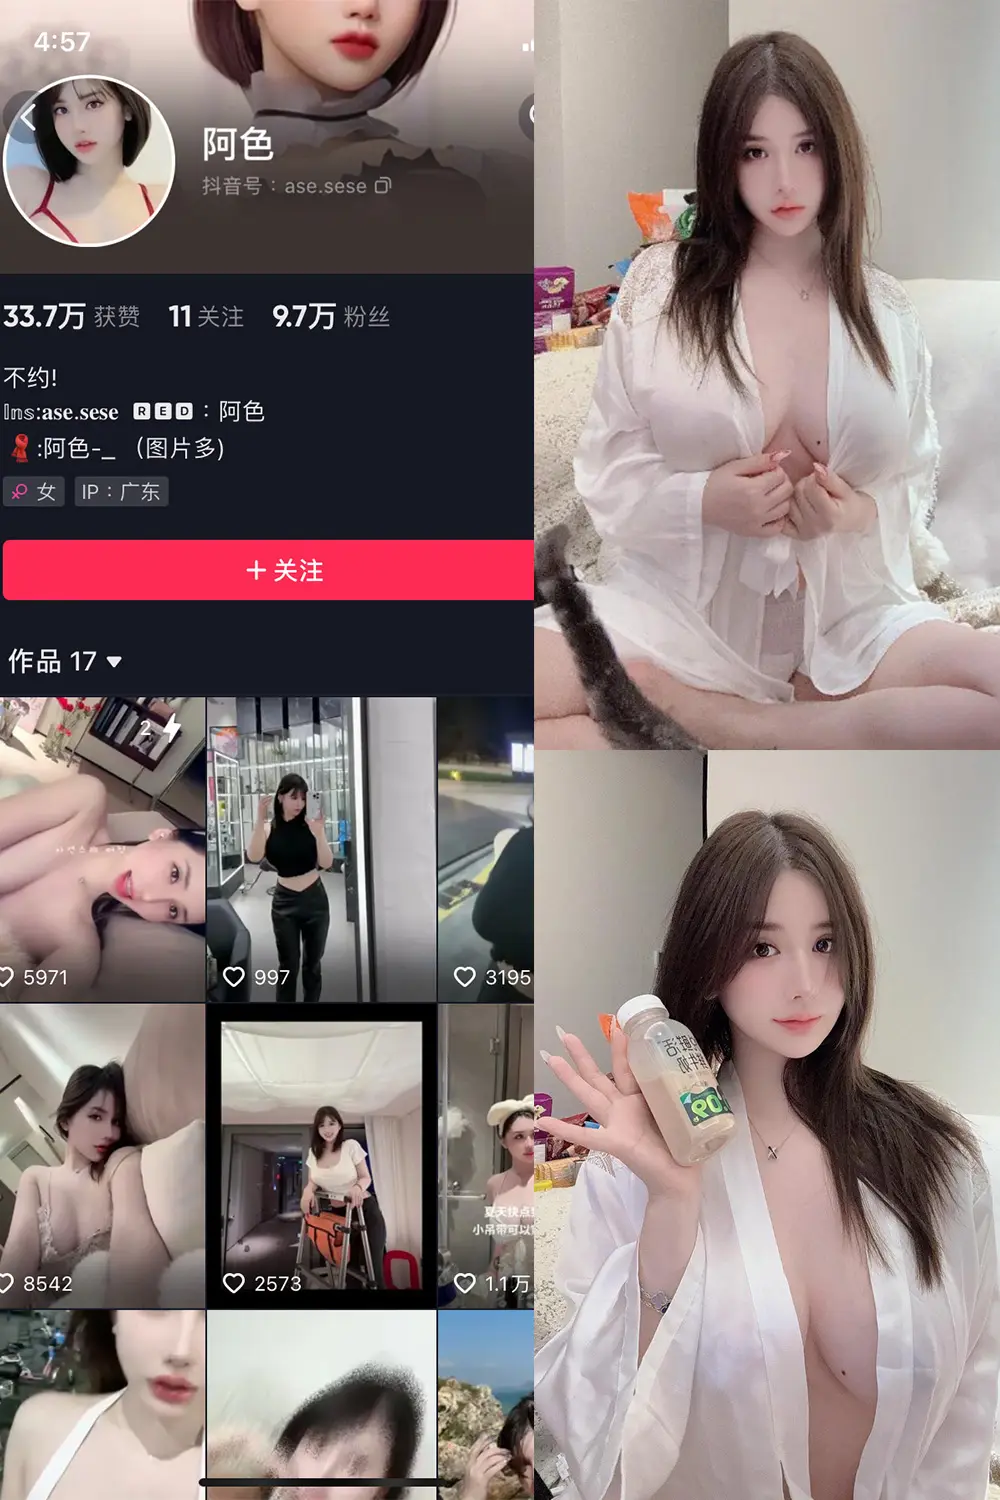 4:57
阿色
抖音号：ase.sese
33.7万 获赞 11 关注 9.7万 粉丝
不约!
𝕀𝕟𝕤:𝐚𝐬𝐞.𝐬𝐞𝐬𝐞 🆁🅴🅳：阿色
:阿色-_ （图片多)
女 IP：广东
+ 关注
作品 17
2
5971
997
3195
8542
2573
夏天快点
小吊带可以
1.1万